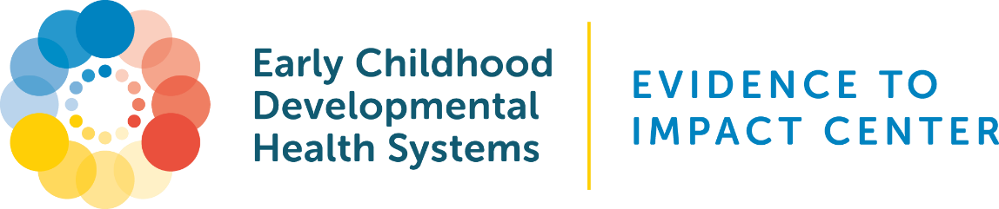 Early Childhood
Developmental
Health Systems
EVIDENCE TO
IMPACT CENTER